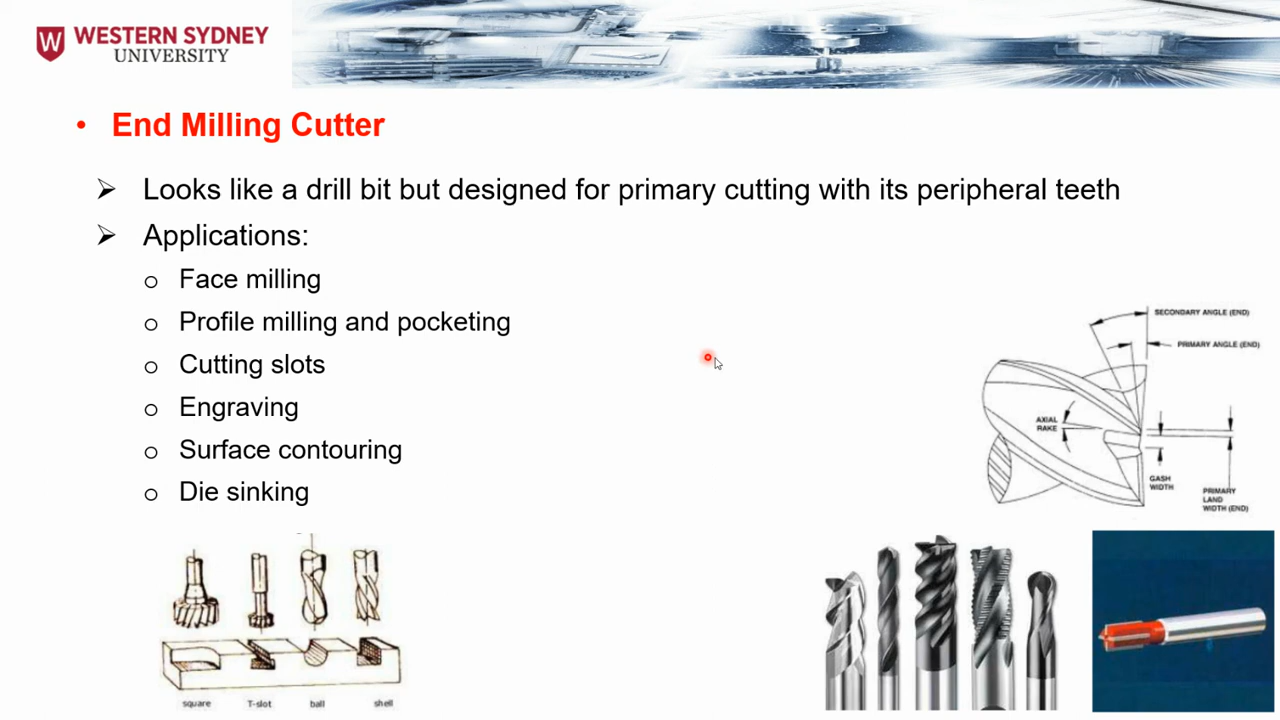 WESTERN SYDNEY
UNIVERSITY
W
• End Milling Cutter
➢ Looks like a drill bit but designed for primary cutting with its peripheral teeth
➢ Applications:
o Face milling
o Profile milling and pocketing
o Cutting slots
o Engraving
o Surface contouring
o Die sinking
SECONDARY ANGLE (END)
PRIMARY ANGLE (END)
AXIAL
RAKE
GASH
WIDTH
PRIMARY
LAND
WIDTH (END)
square T-slot ball shell